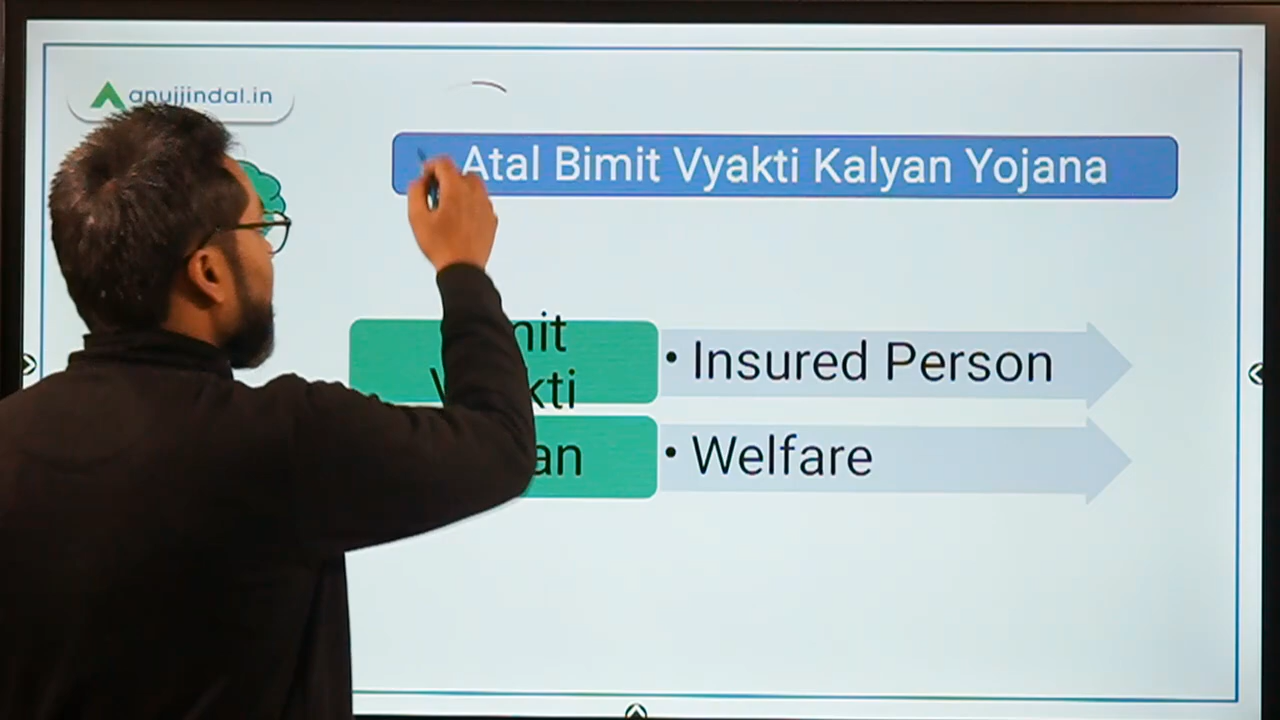 anujjindal.in
Atal Bimit Vyakti Kalyan Yojana
• Insured Person
• Welfare